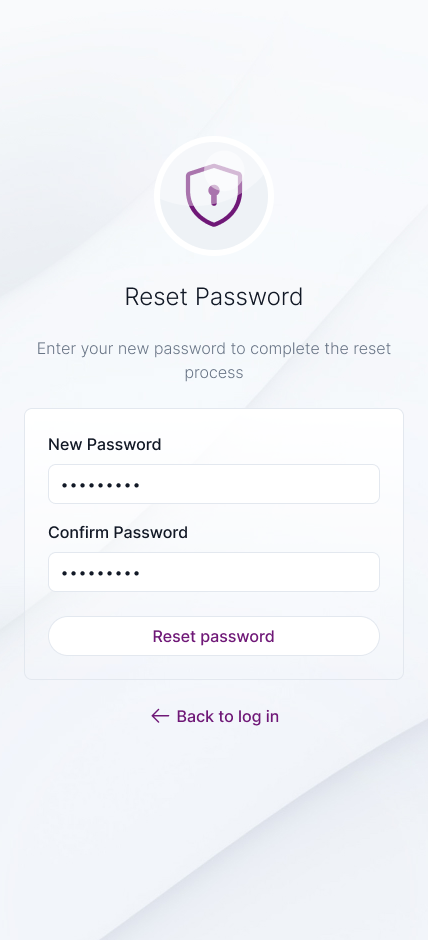 Reset Password
Enter your new password to complete the reset
process
New Password
•••••••••
Confirm Password
•••••••••
Reset password
← Back to log in